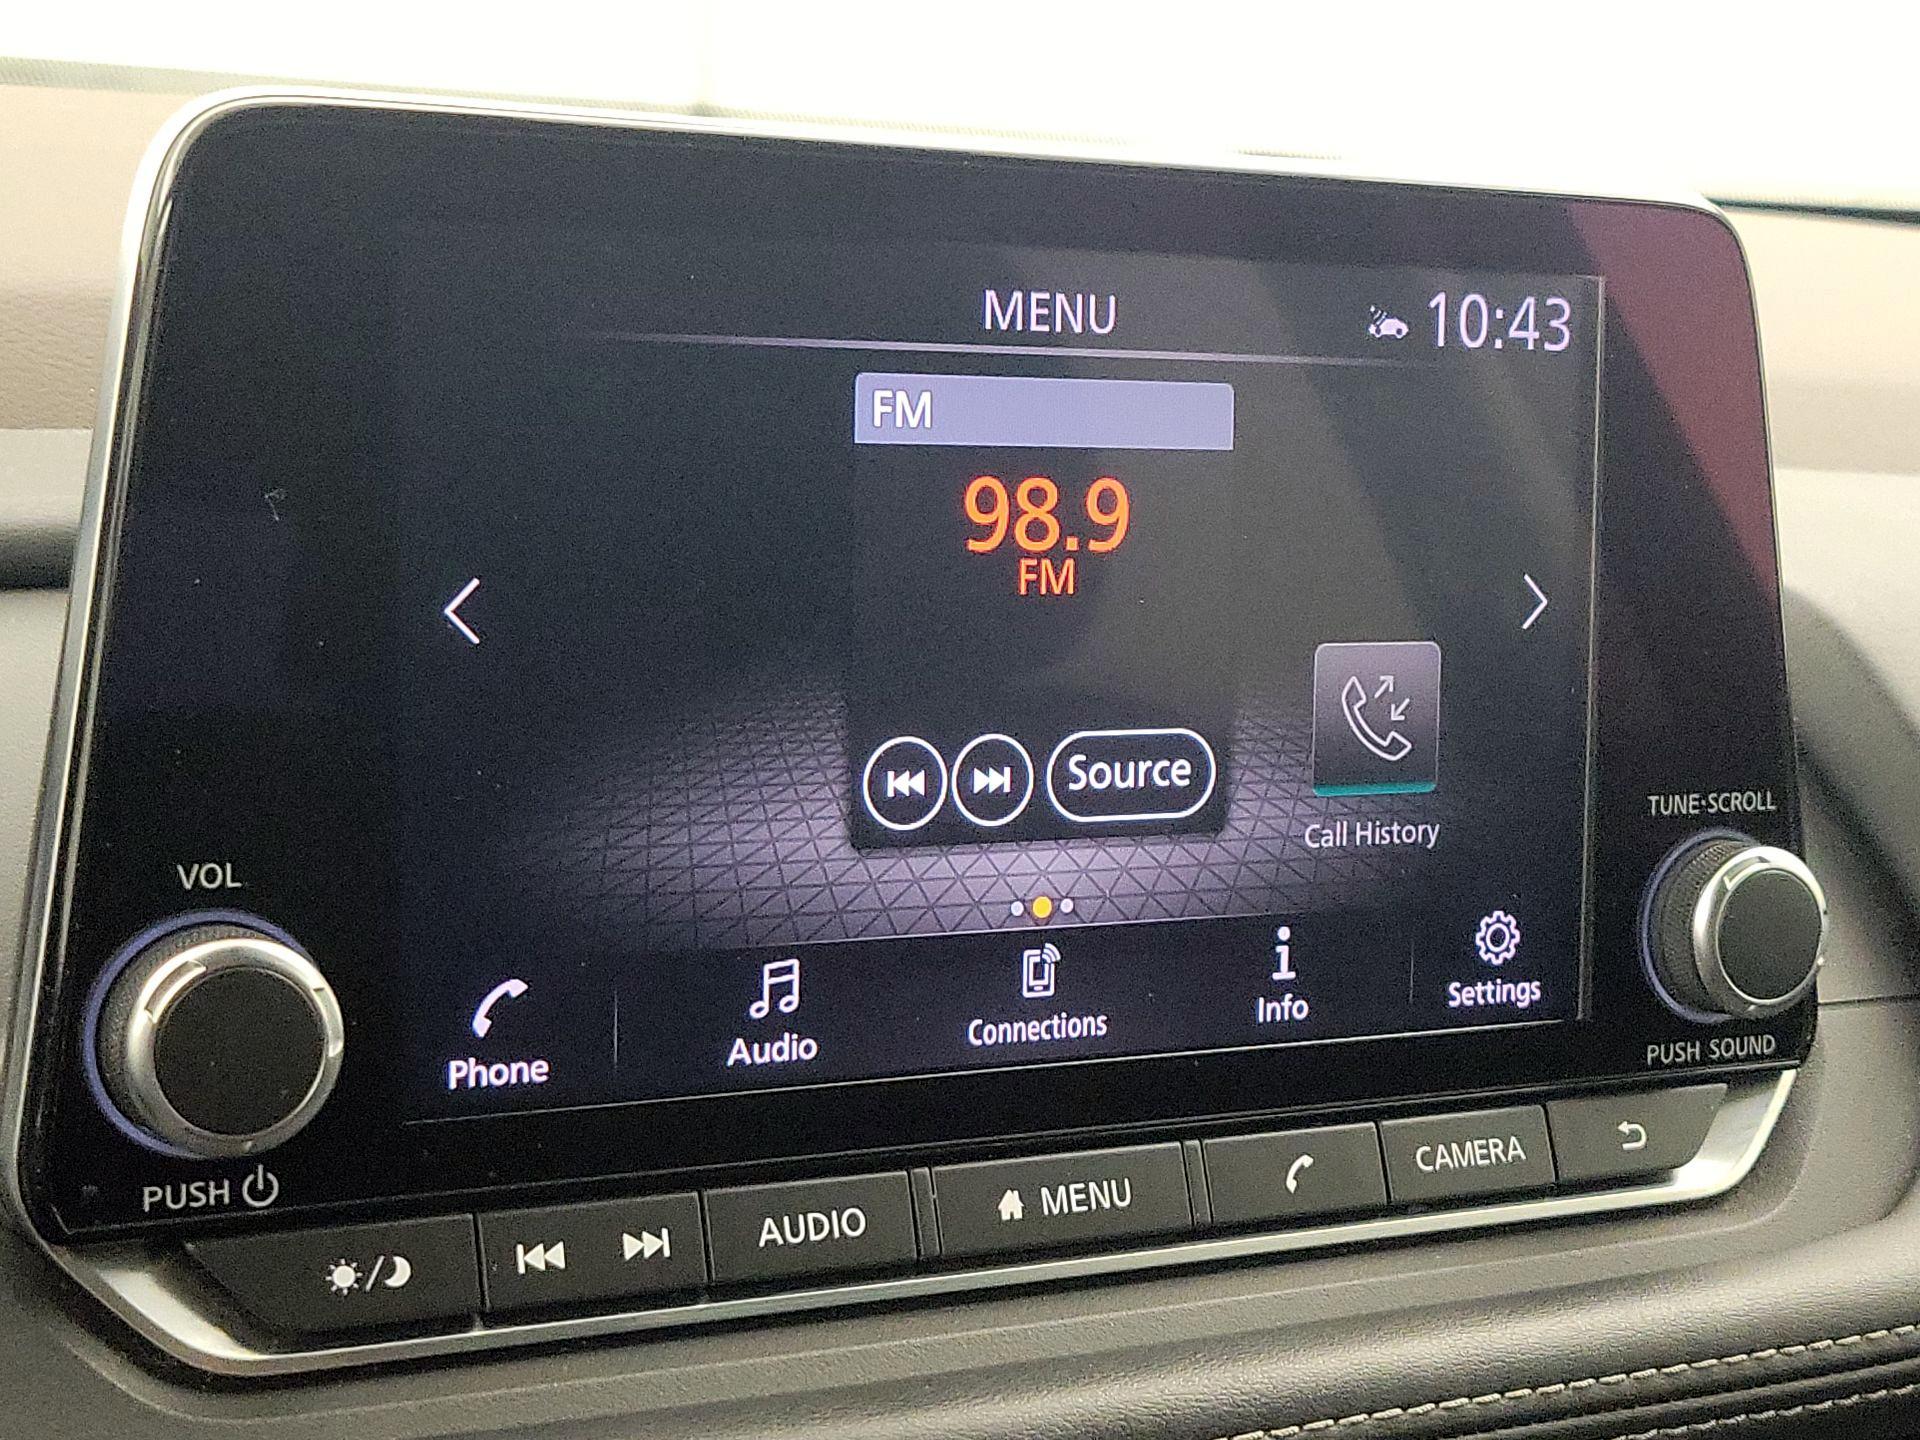 MENU
10:43
FM
98.9
FM
Source
Call History
TUNE·SCROLL
VOL
Phone
Audio
Connections
Info
Settings
PUSH SOUND
PUSH
AUDIO
MENU
CAMERA